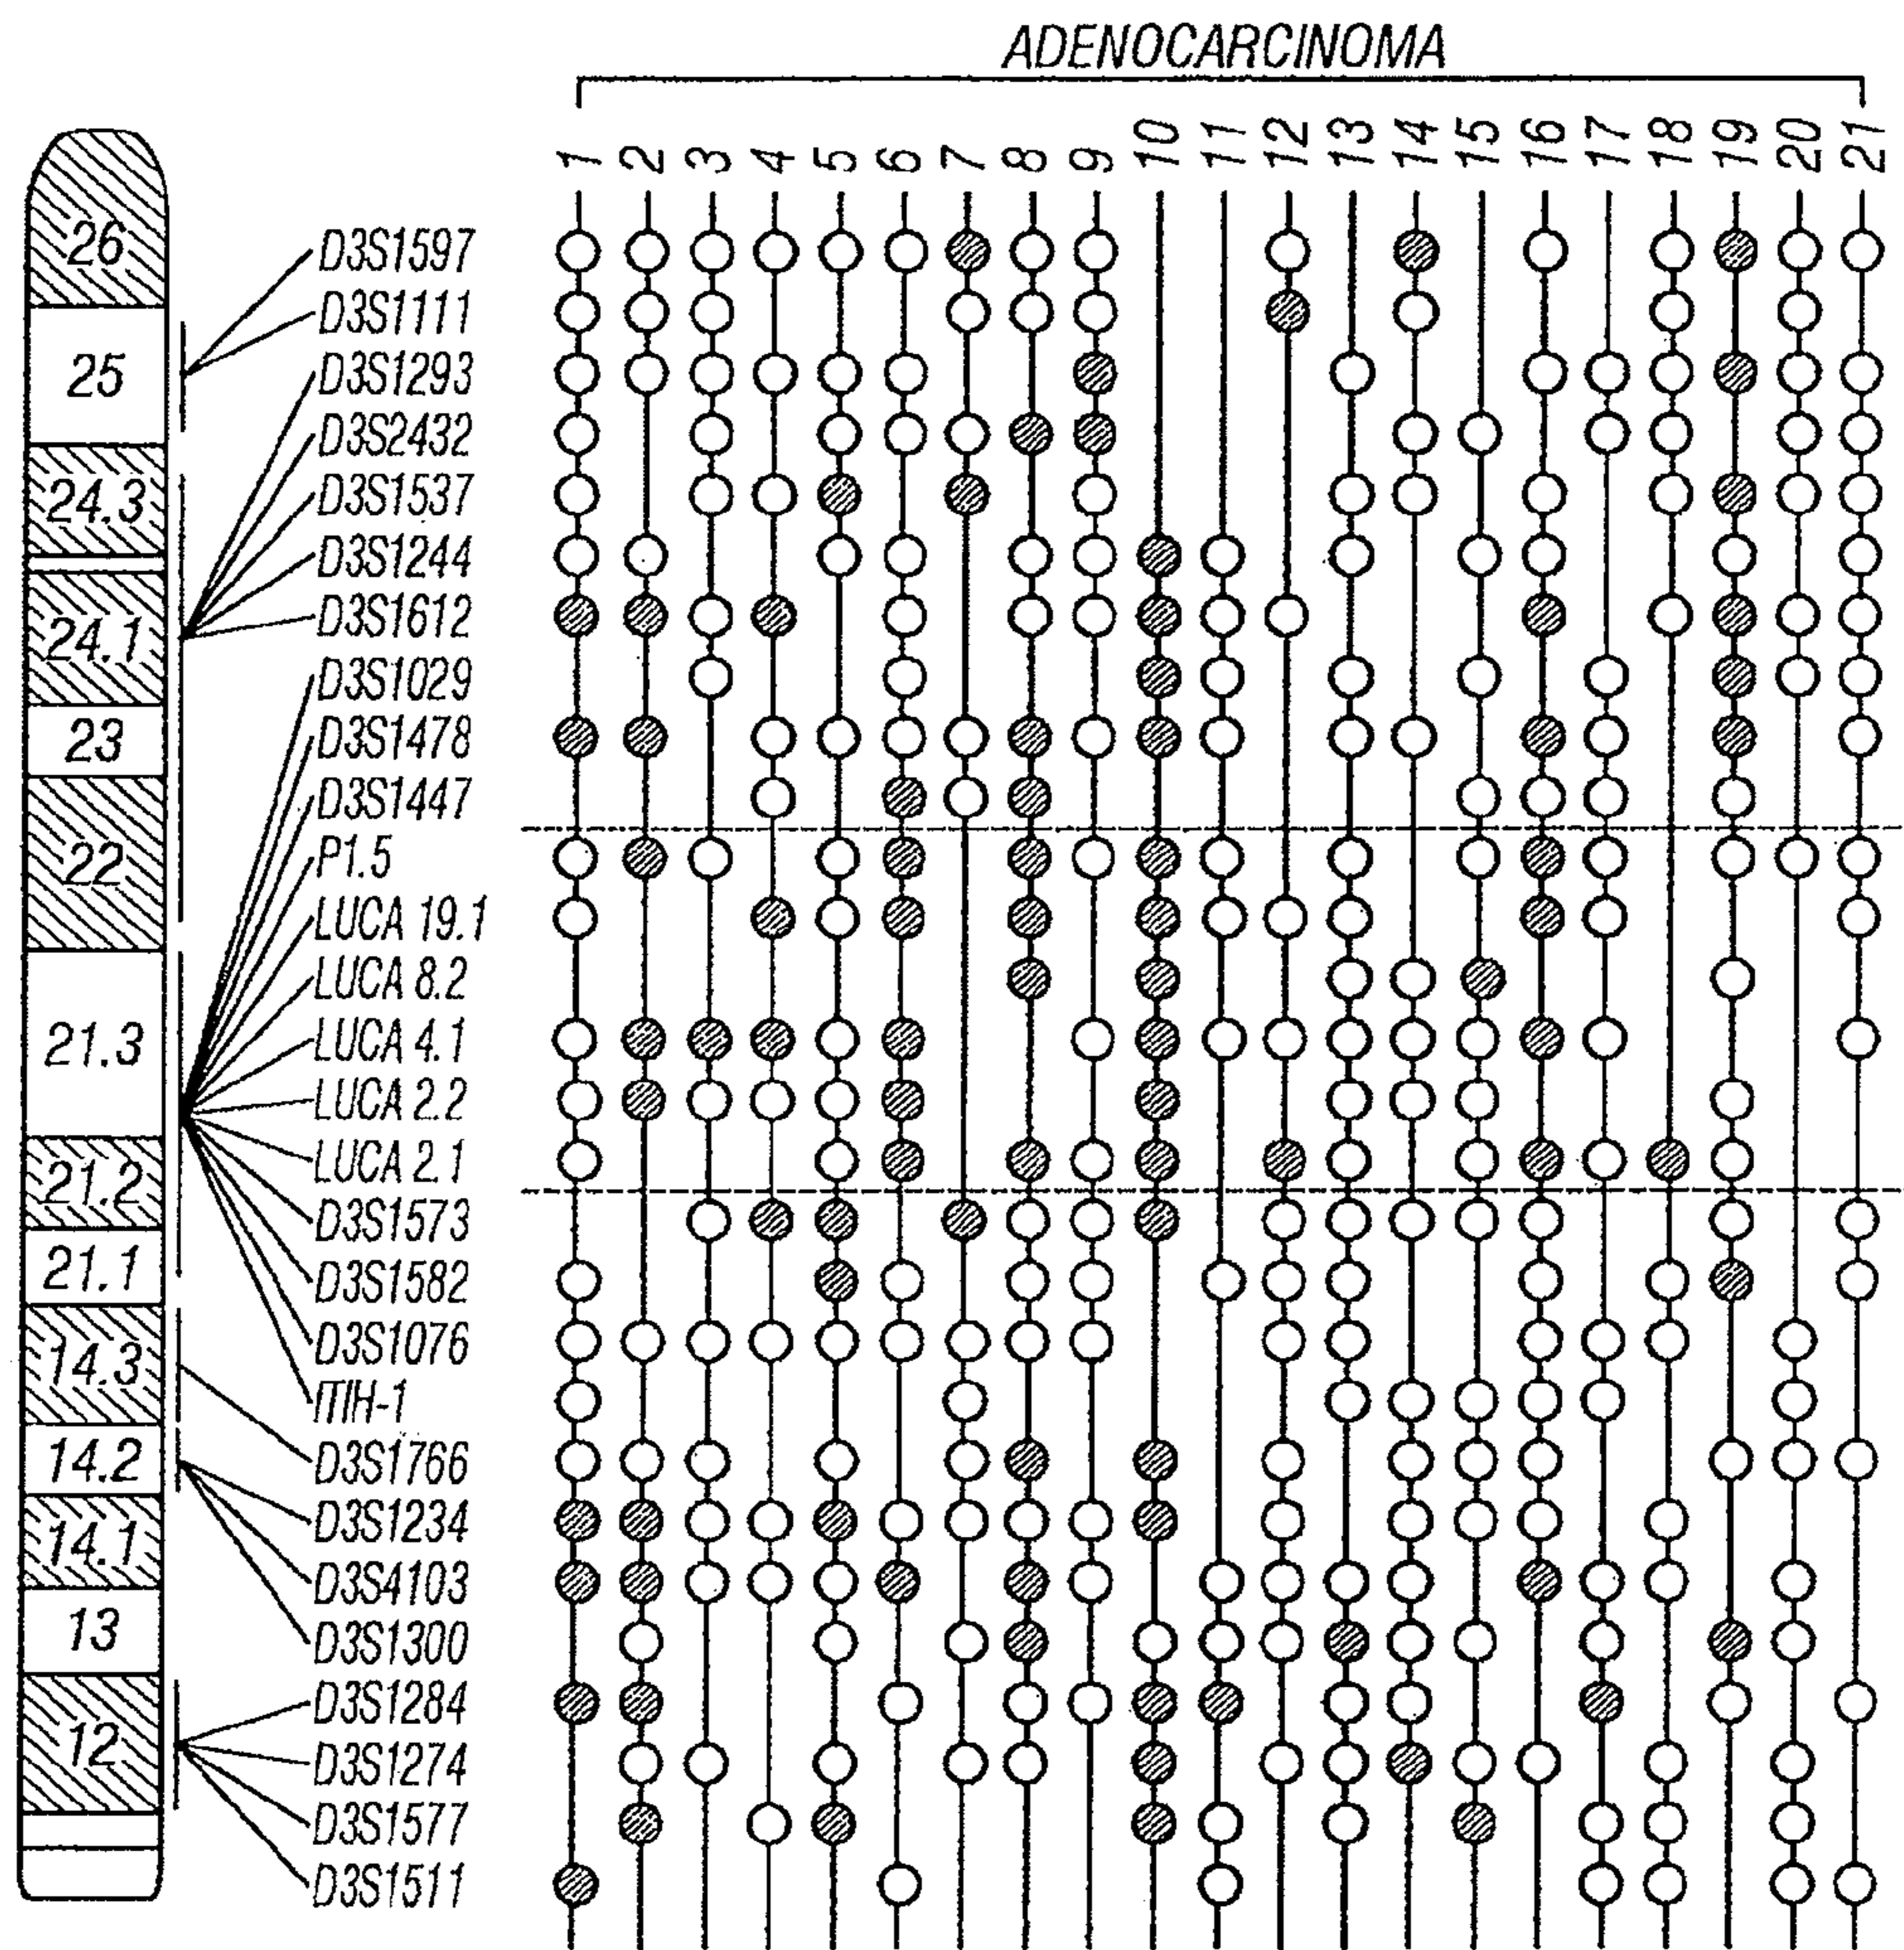 ADENOCARCINOMA
1 2 3 4 5 6 7 8 9 10 11 12 13 14 15 16 17 18 19 20 21
26
25
24.3
24.1
23
22
21.3
21.2
21.1
14.3
14.2
14.1
13
12
D3S1597
D3S1111
D3S1293
D3S2432
D3S1537
D3S1244
D3S1612
D3S1029
D3S1478
D3S1447
P1.5
LUCA 19.1
LUCA 8.2
LUCA 4.1
LUCA 2.2
LUCA 2.1
D3S1573
D3S1582
D3S1076
ITIH-1
D3S1766
D3S1234
D3S4103
D3S1300
D3S1284
D3S1274
D3S1577
D3S1511